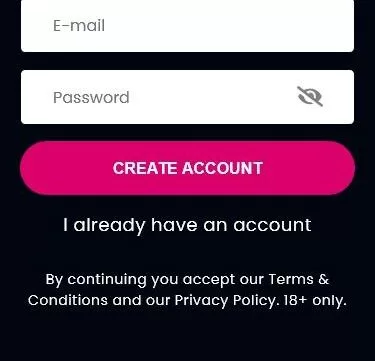 E-mail
Password
CREATE ACCOUNT
I already have an account
By continuing you accept our Terms &
Conditions and our Privacy Policy. 18+ only.